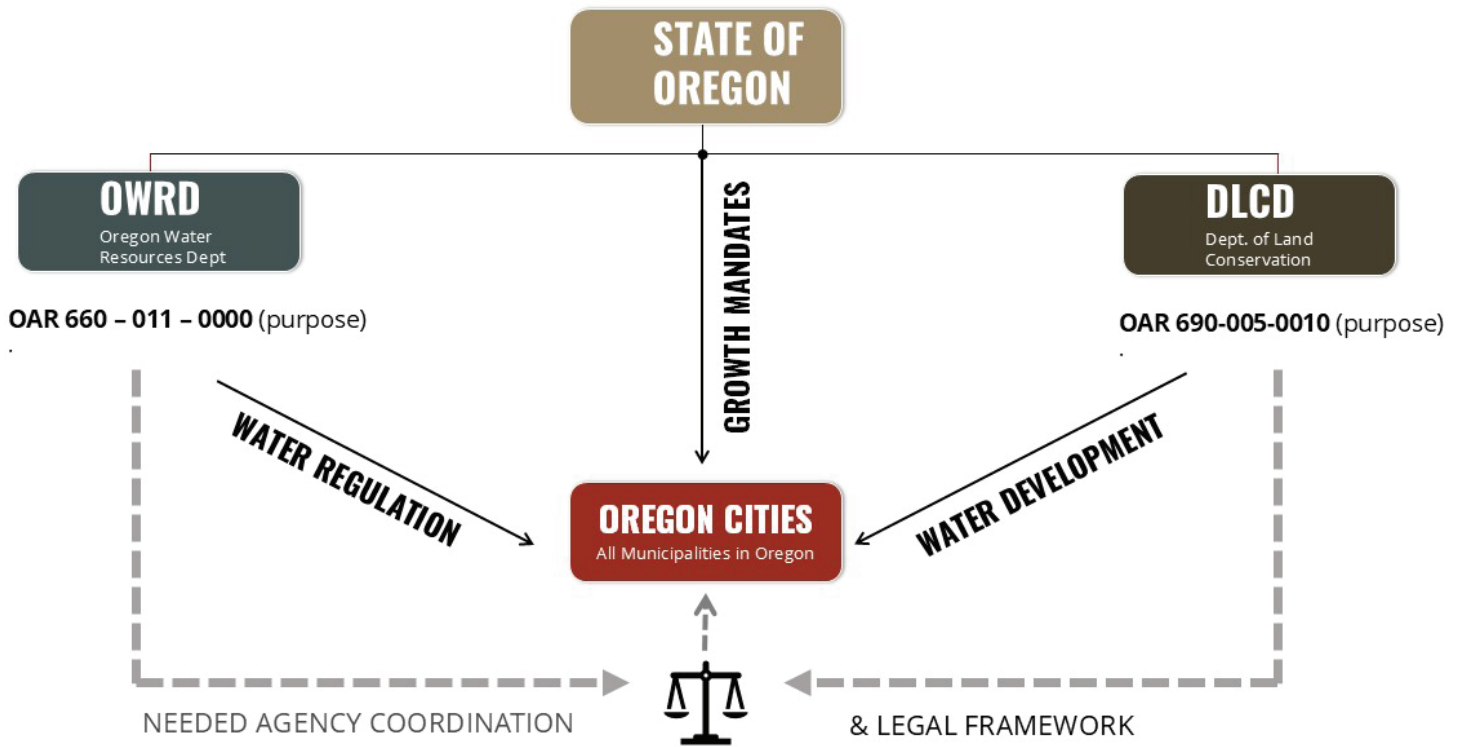 STATE OF
OREGON
OWRD
Oregon Water
Resources Dept
DLCD
Dept. of Land
Conservation
GROWTH MANDATES
OAR 660 – 011 – 0000 (purpose)
.
OAR 690-005-0010 (purpose)
.
WATER REGULATION
WATER DEVELOPMENT
OREGON CITIES
All Municipalities in Oregon
NEEDED AGENCY COORDINATION
& LEGAL FRAMEWORK